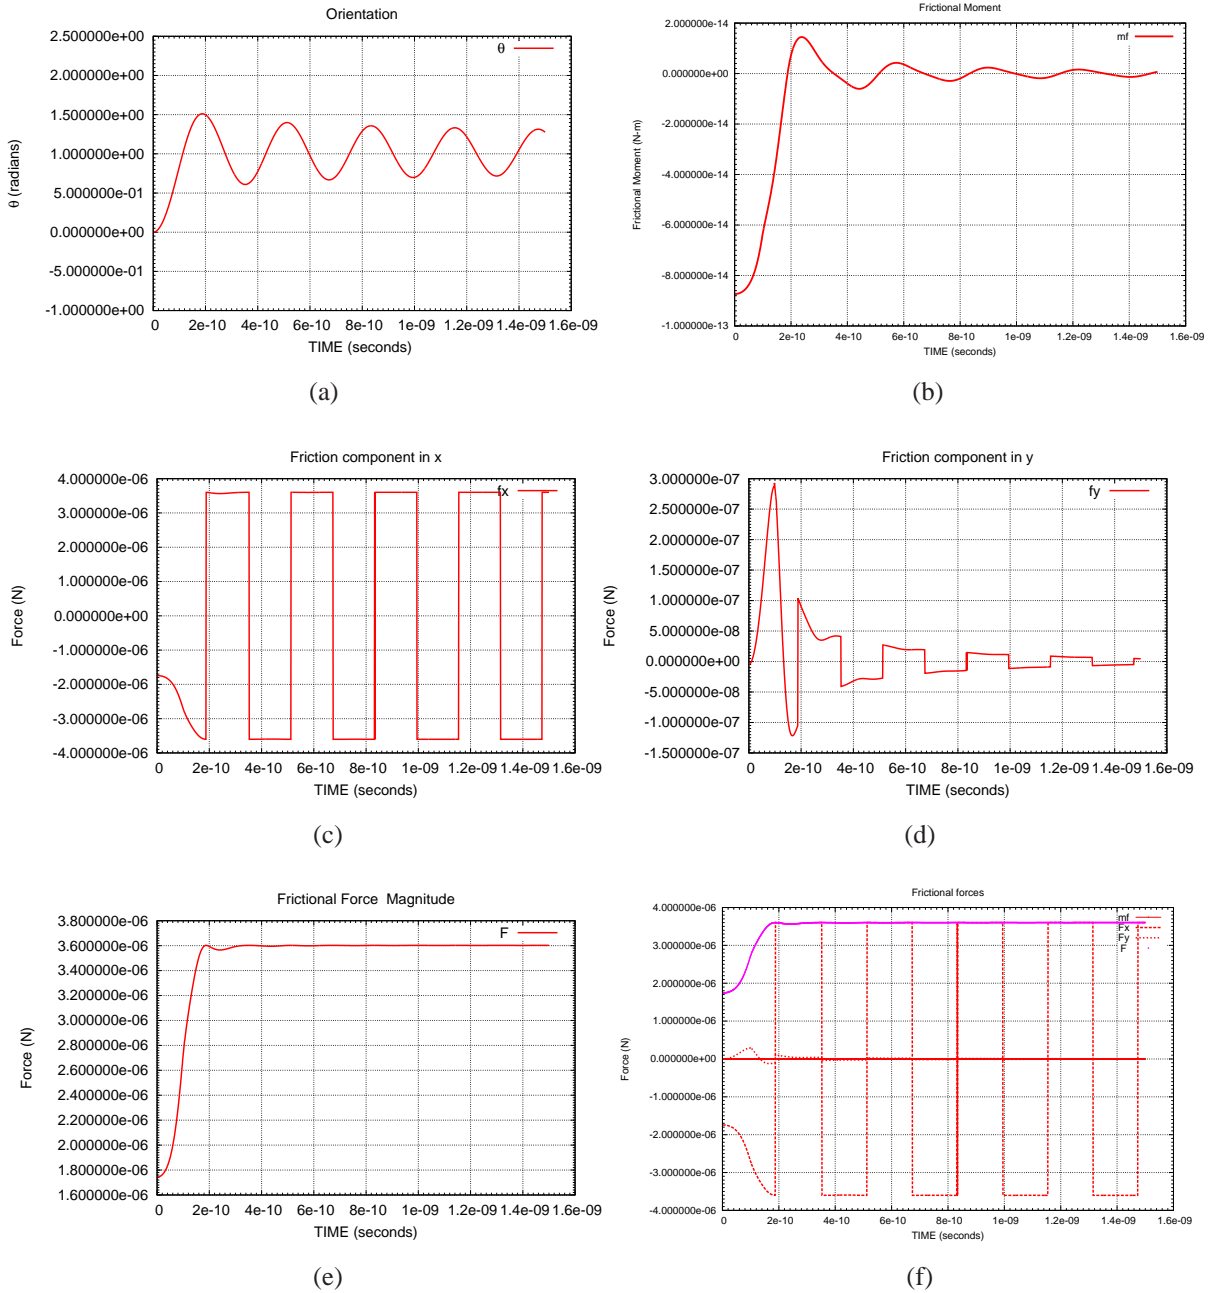 Orientation
2.500000e+00
2.000000e+00
1.500000e+00
1.000000e+00
5.000000e-01
0.000000e+00
-5.000000e-01
-1.000000e+00
θ (radians)
θ
0 2e-10 4e-10 6e-10 8e-10 1e-09 1.2e-09 1.4e-09 1.6e-09
TIME (seconds)
(a)
Frictional Moment
2.000000e-14
0.000000e+00
-2.000000e-14
-4.000000e-14
-6.000000e-14
-8.000000e-14
-1.000000e-13
Frictional Moment (N-m)
mf
0 2e-10 4e-10 6e-10 8e-10 1e-09 1.2e-09 1.4e-09 1.6e-09
TIME (seconds)
(b)
Friction component in x
4.000000e-06
3.000000e-06
2.000000e-06
1.000000e-06
0.000000e+00
-1.000000e-06
-2.000000e-06
-3.000000e-06
-4.000000e-06
Force (N)
fx
0 2e-10 4e-10 6e-10 8e-10 1e-09 1.2e-09 1.4e-09 1.6e-09
TIME (seconds)
(c)
Friction component in y
3.000000e-07
2.500000e-07
2.000000e-07
1.500000e-07
1.000000e-07
5.000000e-08
0.000000e+00
-5.000000e-08
-1.000000e-07
-1.500000e-07
Force (N)
fy
0 2e-10 4e-10 6e-10 8e-10 1e-09 1.2e-09 1.4e-09 1.6e-09
TIME (seconds)
(d)
Frictional Force Magnitude
3.800000e-06
3.600000e-06
3.400000e-06
3.200000e-06
3.000000e-06
2.800000e-06
2.600000e-06
2.400000e-06
2.200000e-06
2.000000e-06
1.800000e-06
1.600000e-06
Force (N)
F
0 2e-10 4e-10 6e-10 8e-10 1e-09 1.2e-09 1.4e-09 1.6e-09
TIME (seconds)
(e)
Frictional forces
4.000000e-06
3.000000e-06
2.000000e-06
1.000000e-06
0.000000e+00
-1.000000e-06
-2.000000e-06
-3.000000e-06
-4.000000e-06
Force (N)
mf
Fx
Fy
F
0 2e-10 4e-10 6e-10 8e-10 1e-09 1.2e-09 1.4e-09 1.6e-09
TIME (seconds)
(f)